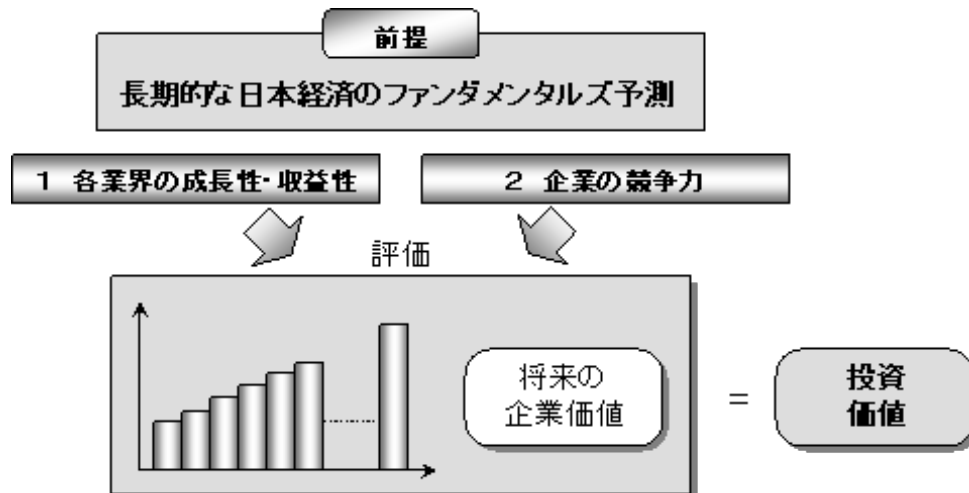 前提
長期的な日本経済のファンダメンタルズ予測
1 各業界の成長性・収益性
2 企業の競争力
評価
将来の
企業価値
=
投資
価値